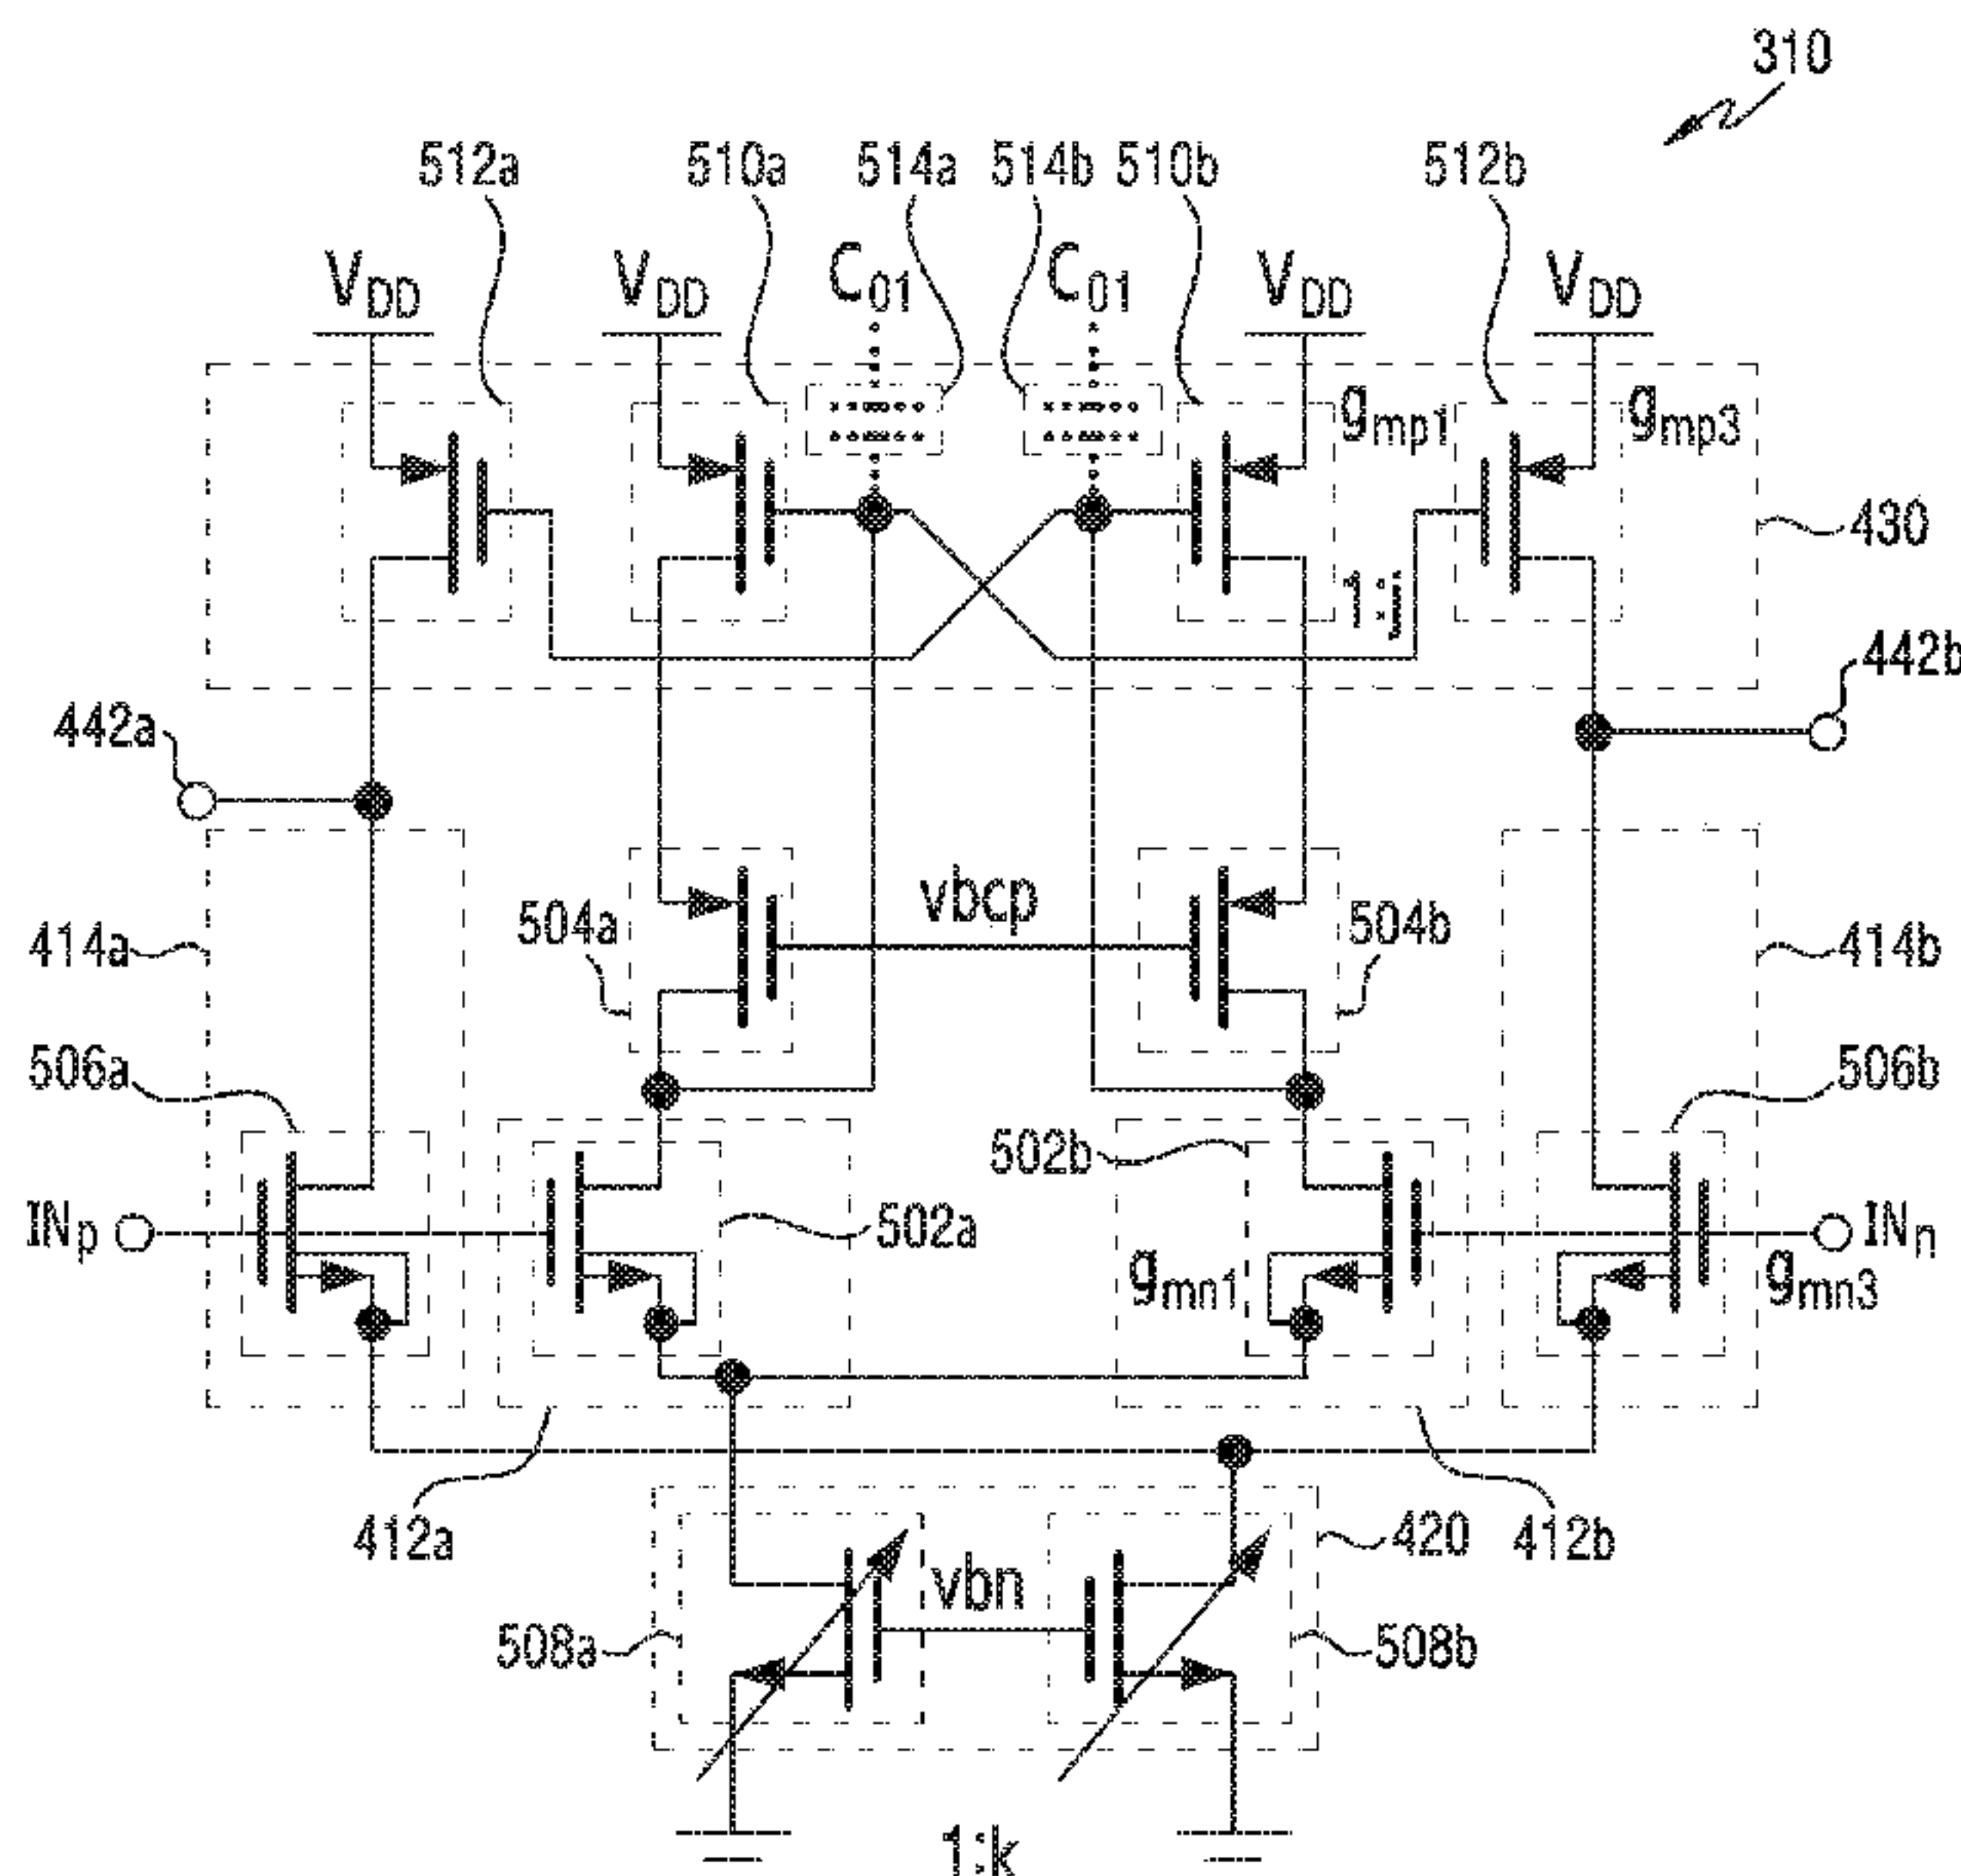 310
512a 510a 514a 514b 510b 512b
VDD VDD C01 C01 VDD VDD
gmp1 gmp3
430
1:j
442b
442a
504a vbcp 504b
414a 414b
506a 506b
502b
INp 502a INn
gmn1 gmn3
412a 420 412b
vbn
508a 508b
1:k